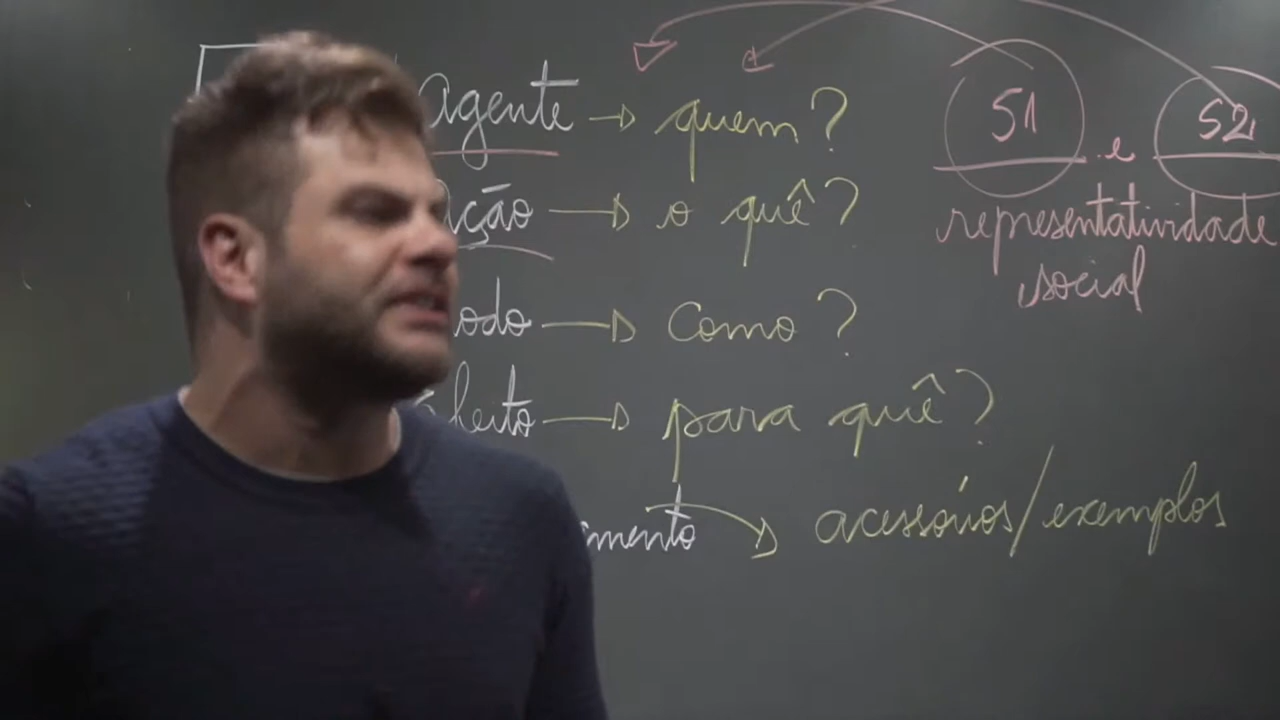 agente → quem?
ação → o quê?
odo → Como?
feito → para quê?
mento → acessórios/exemplos
S1 e S2
representatividade
social